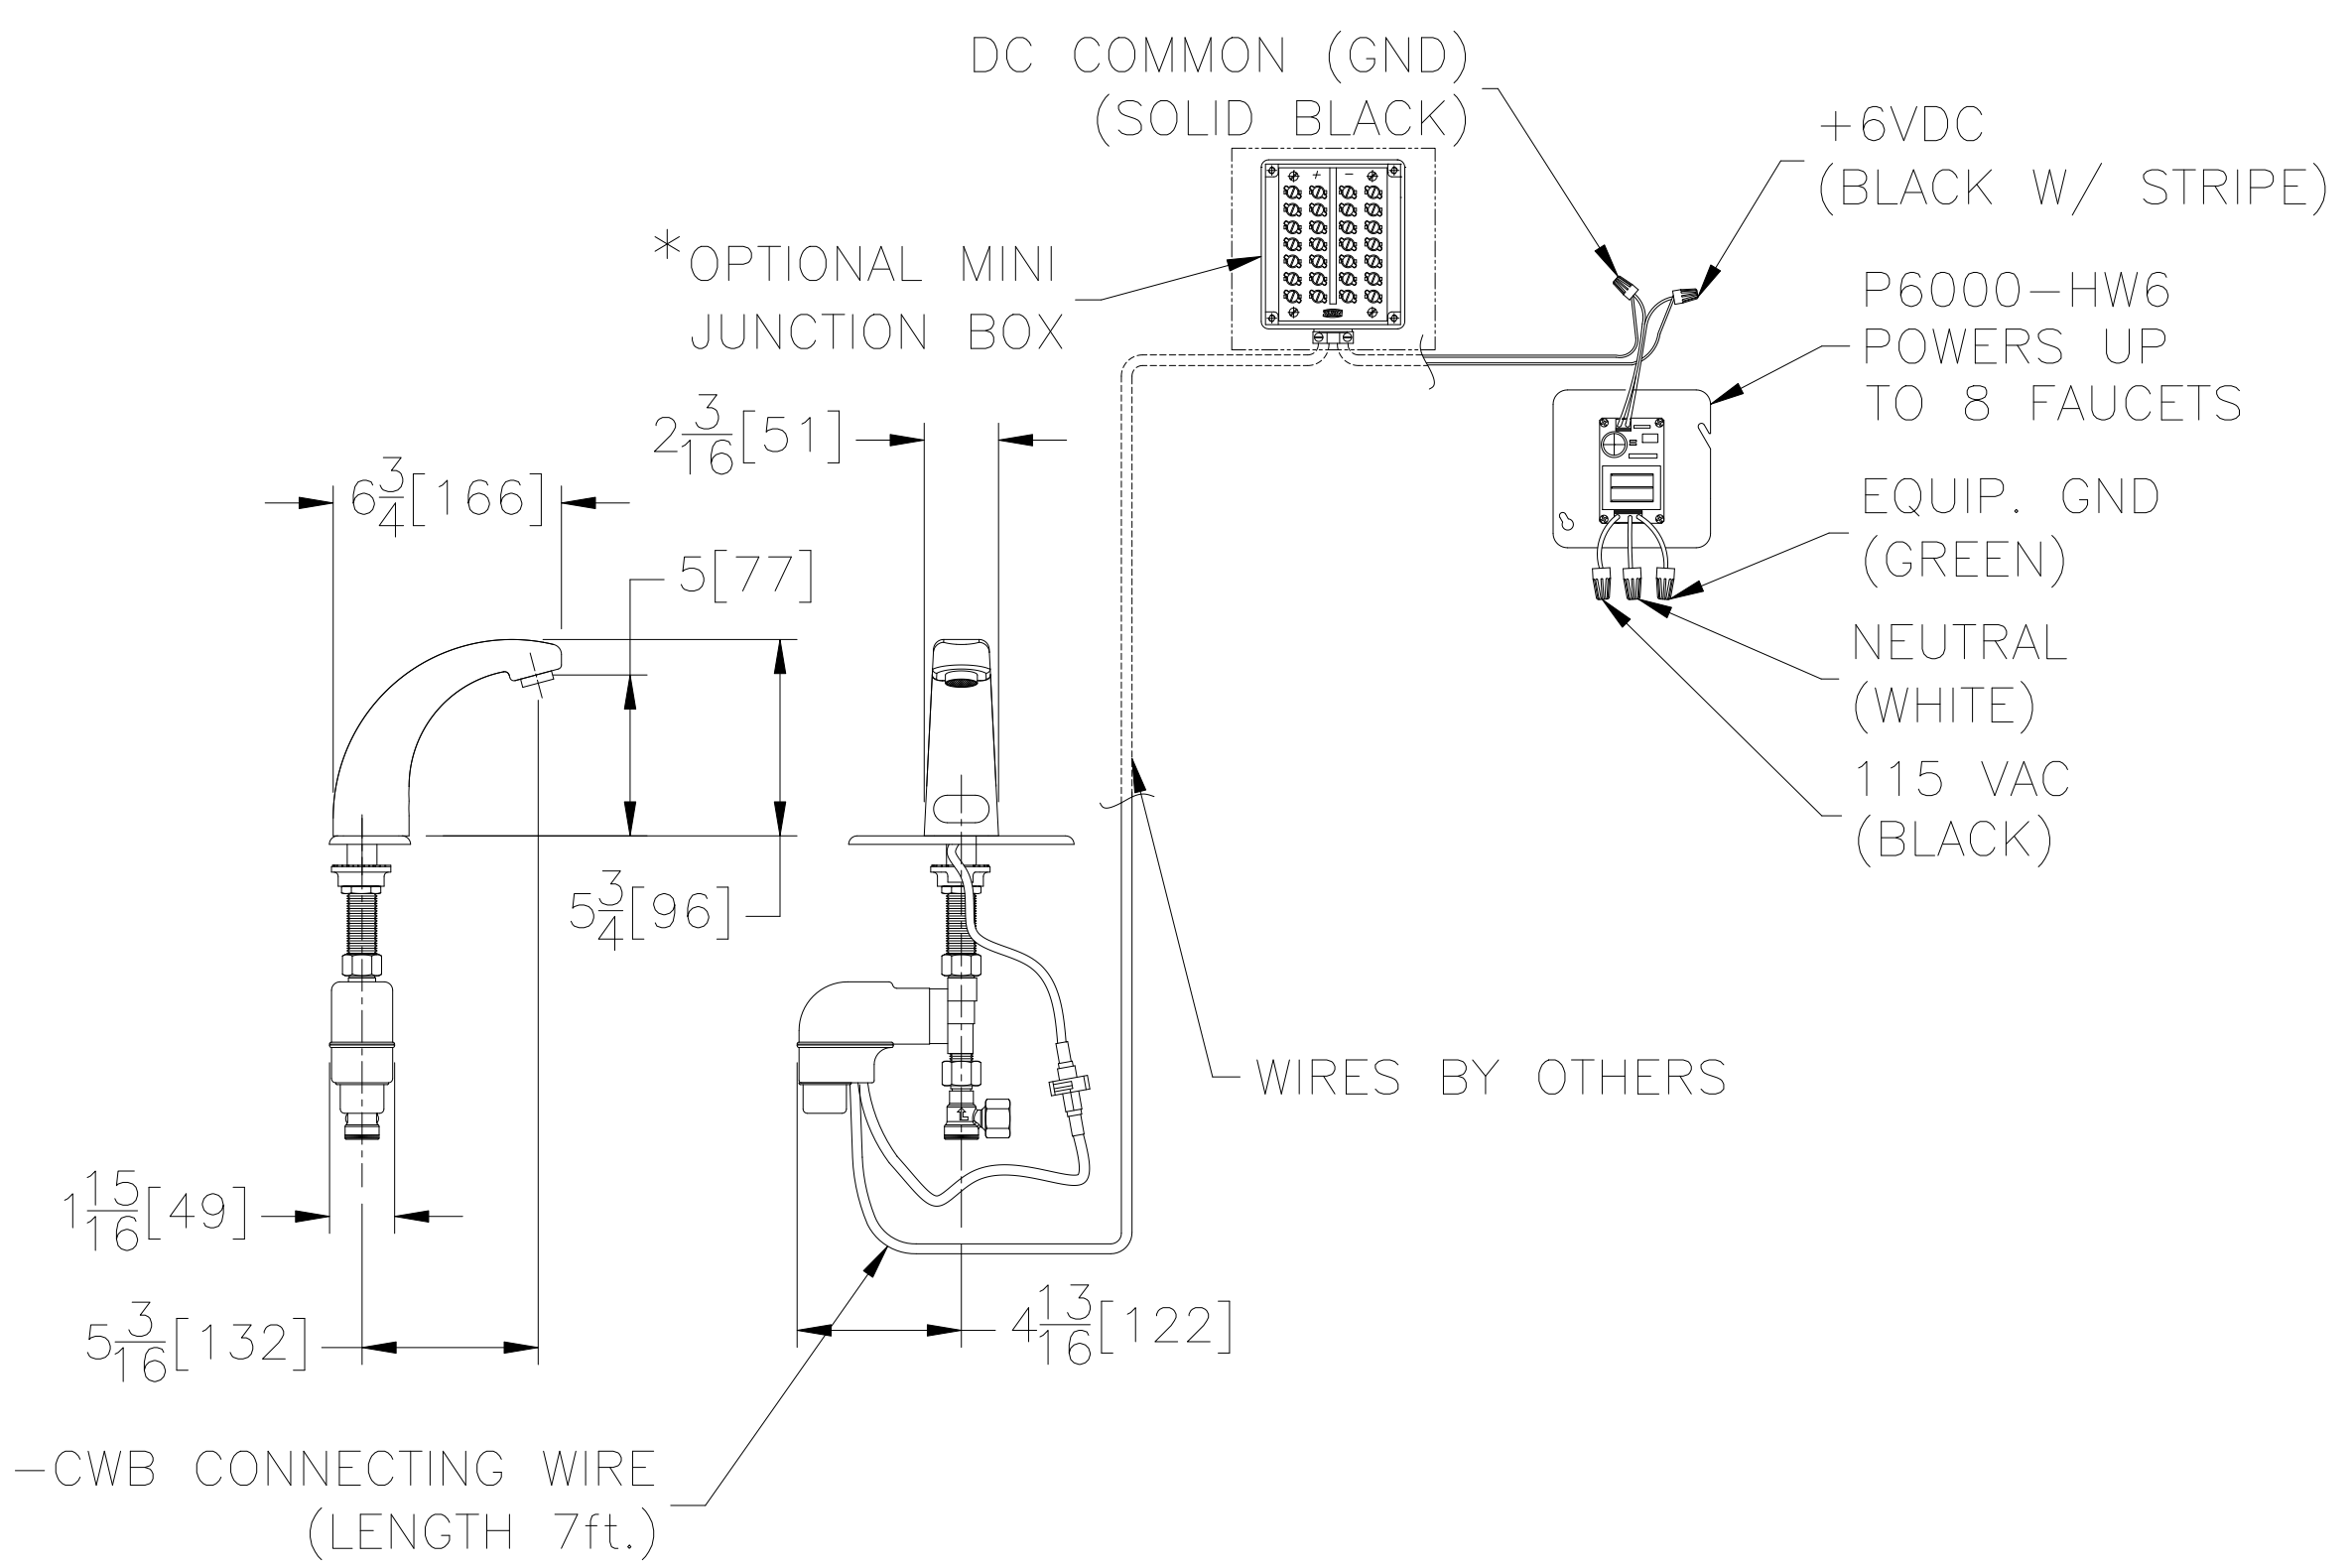 DC COMMON (GND)
(SOLID BLACK)
+6VDC
(BLACK W/ STRIPE)
*OPTIONAL MINI
JUNCTION BOX
+ −
P6000−HW6
POWERS UP
TO 8 FAUCETS
2 3/16[51]
6 3/4[166]
EQUIP. GND
(GREEN)
5[77]
NEUTRAL
(WHITE)
115 VAC
(BLACK)
5 3/4[96]
WIRES BY OTHERS
1 15/16[49]
5 3/16[132]
4 13/16[122]
−CWB CONNECTING WIRE
(LENGTH 7ft.)